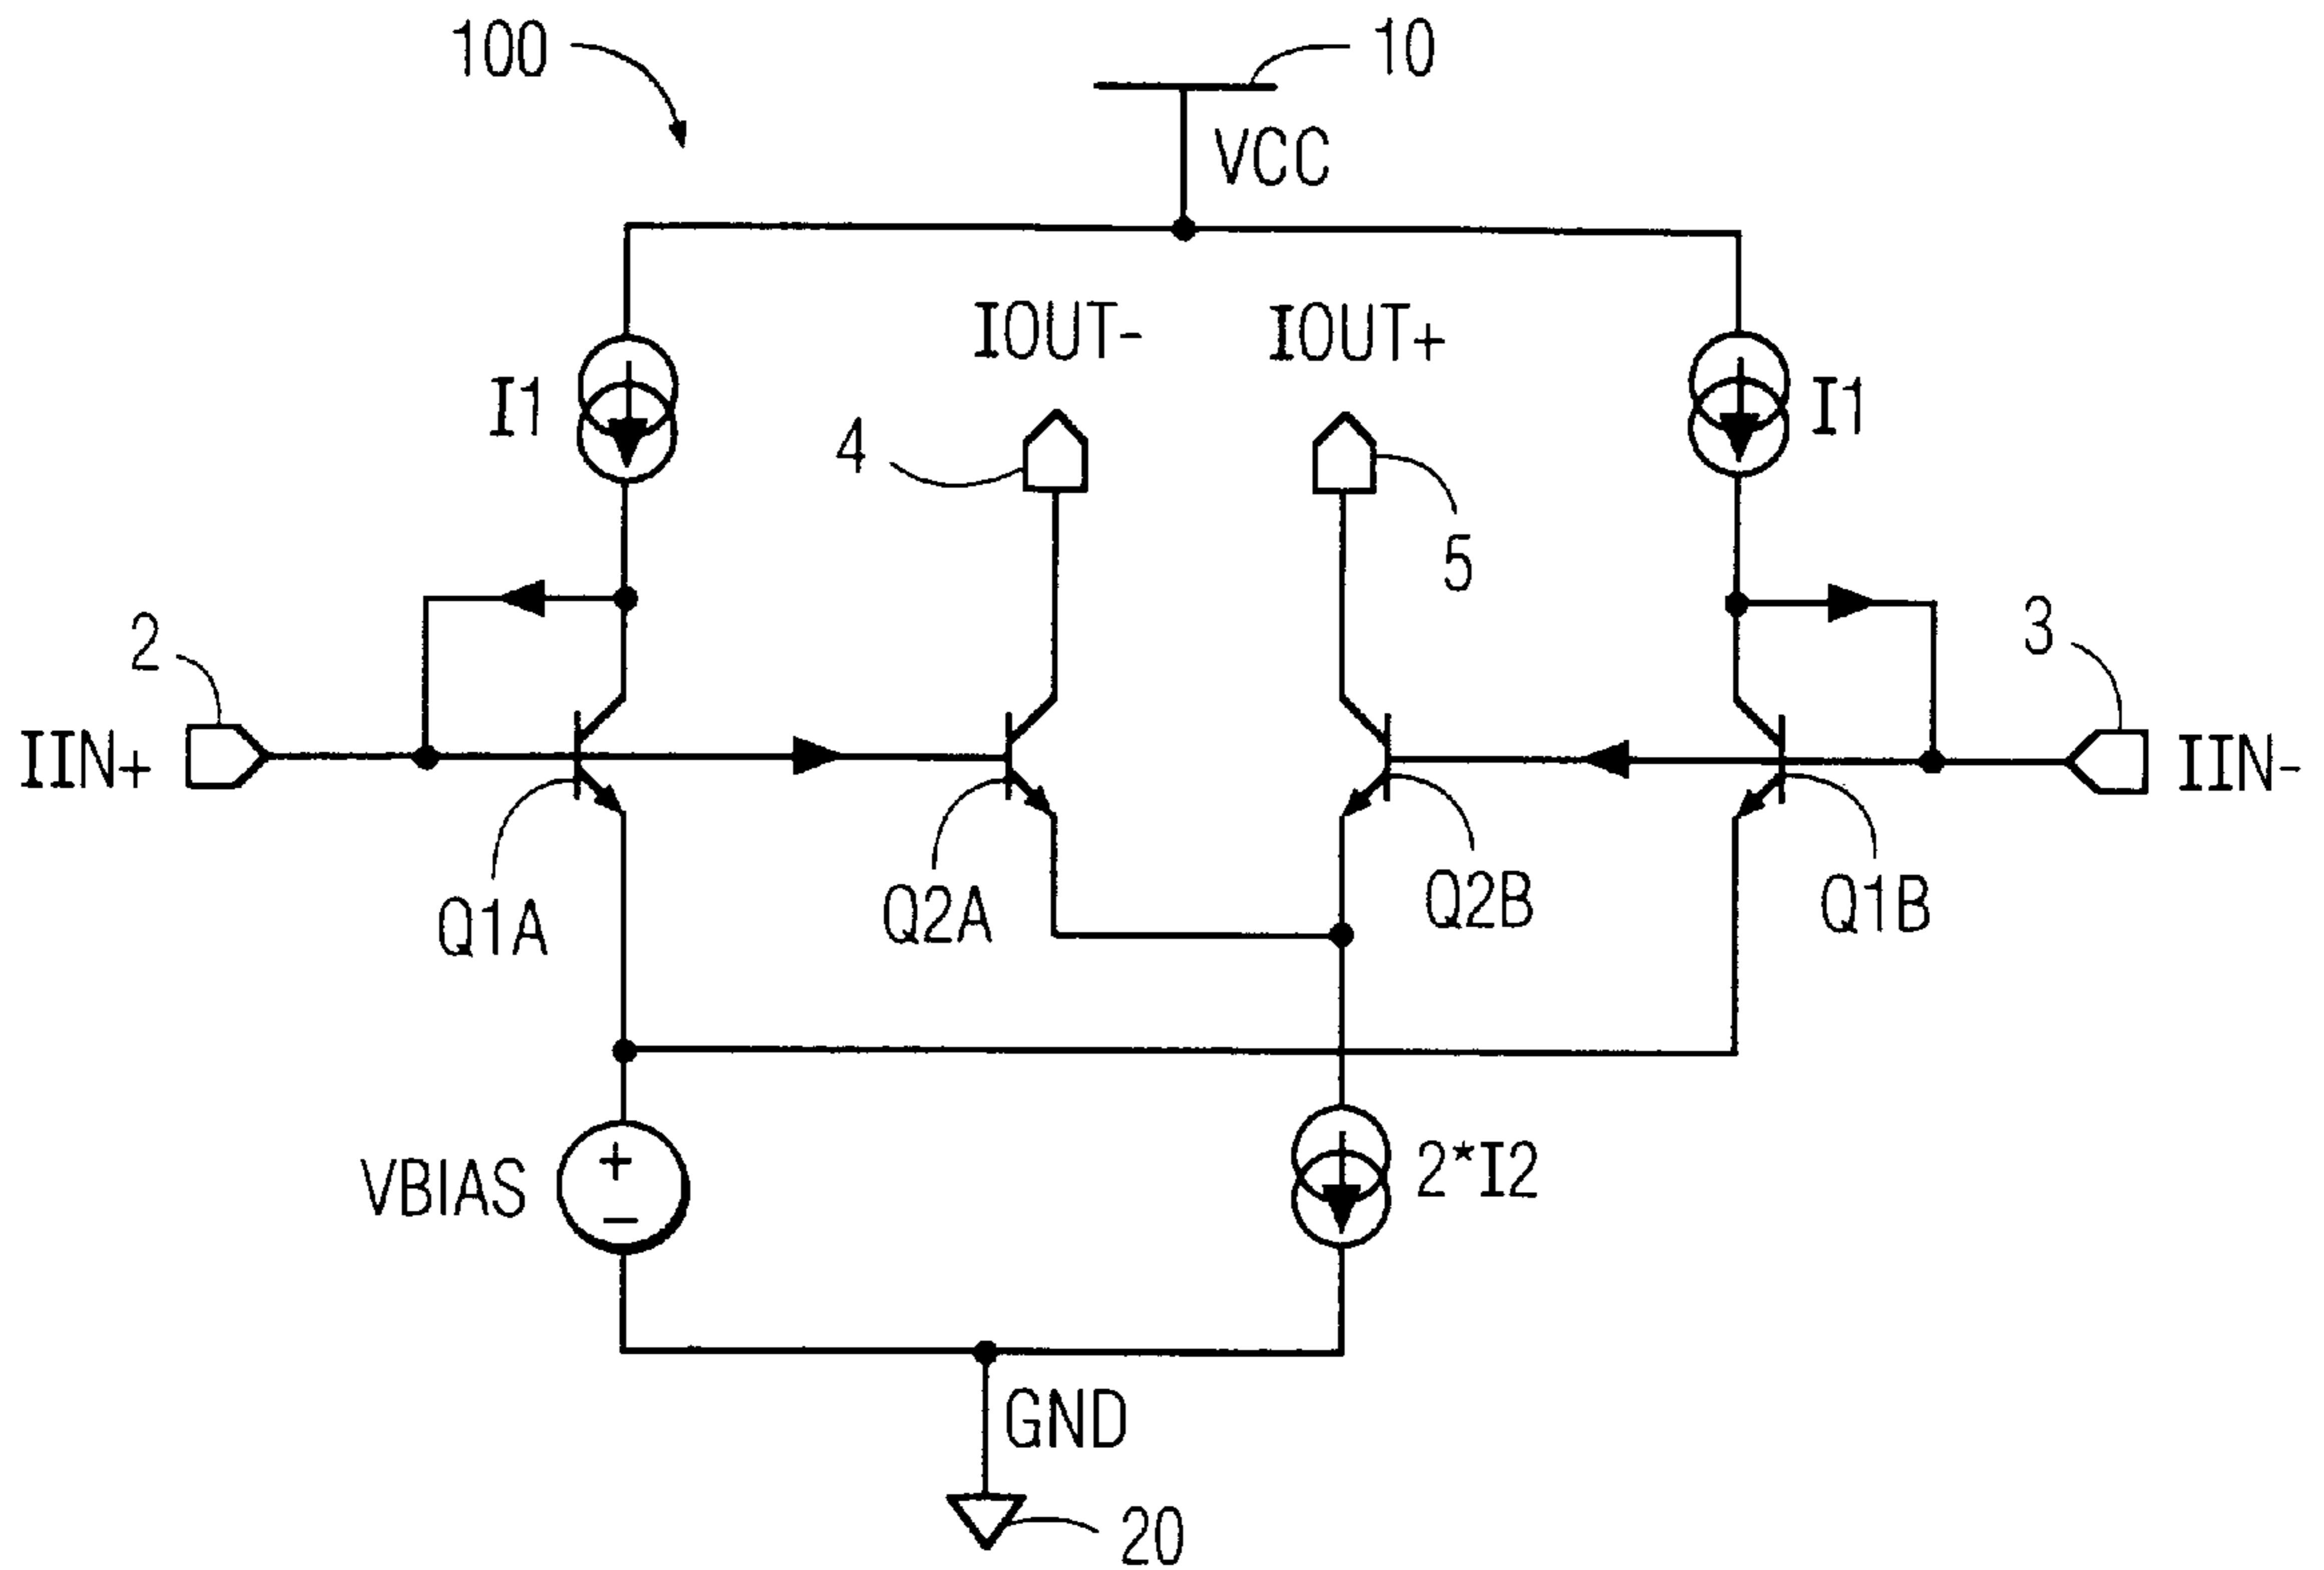 100
10
VCC
IOUT-
IOUT+
I1
I1
4
5
2
3
IIN+
IIN-
Q1A
Q2A
Q2B
Q1B
VBIAS
+
−
2*I2
GND
20